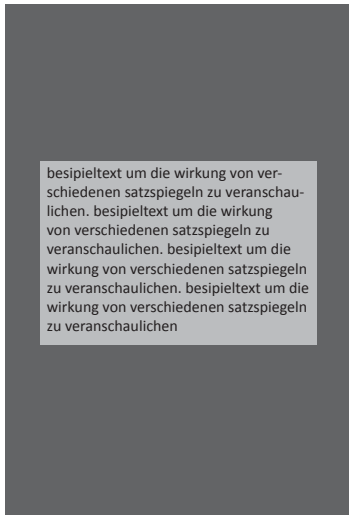 besipieltext um die wirkung von ver-
schiedenen satzspiegeln zu veranschau-
lichen. besipieltext um die wirkung
von verschiedenen satzspiegeln zu
veranschaulichen. besipieltext um die
wirkung von verschiedenen satzspiegeln
zu veranschaulichen. besipieltext um die
wirkung von verschiedenen satzspiegeln
zu veranschaulichen